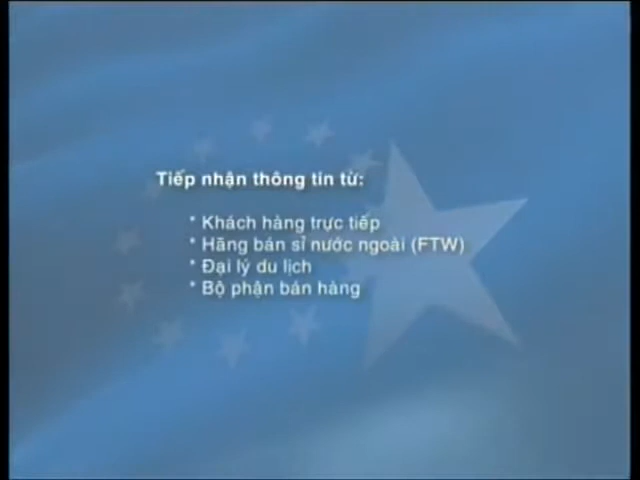 Tiếp nhận thông tin từ:
* Khách hàng trực tiếp
* Hãng bán sỉ nước ngoài (FTW)
* Đại lý du lịch
* Bộ phận bán hàng